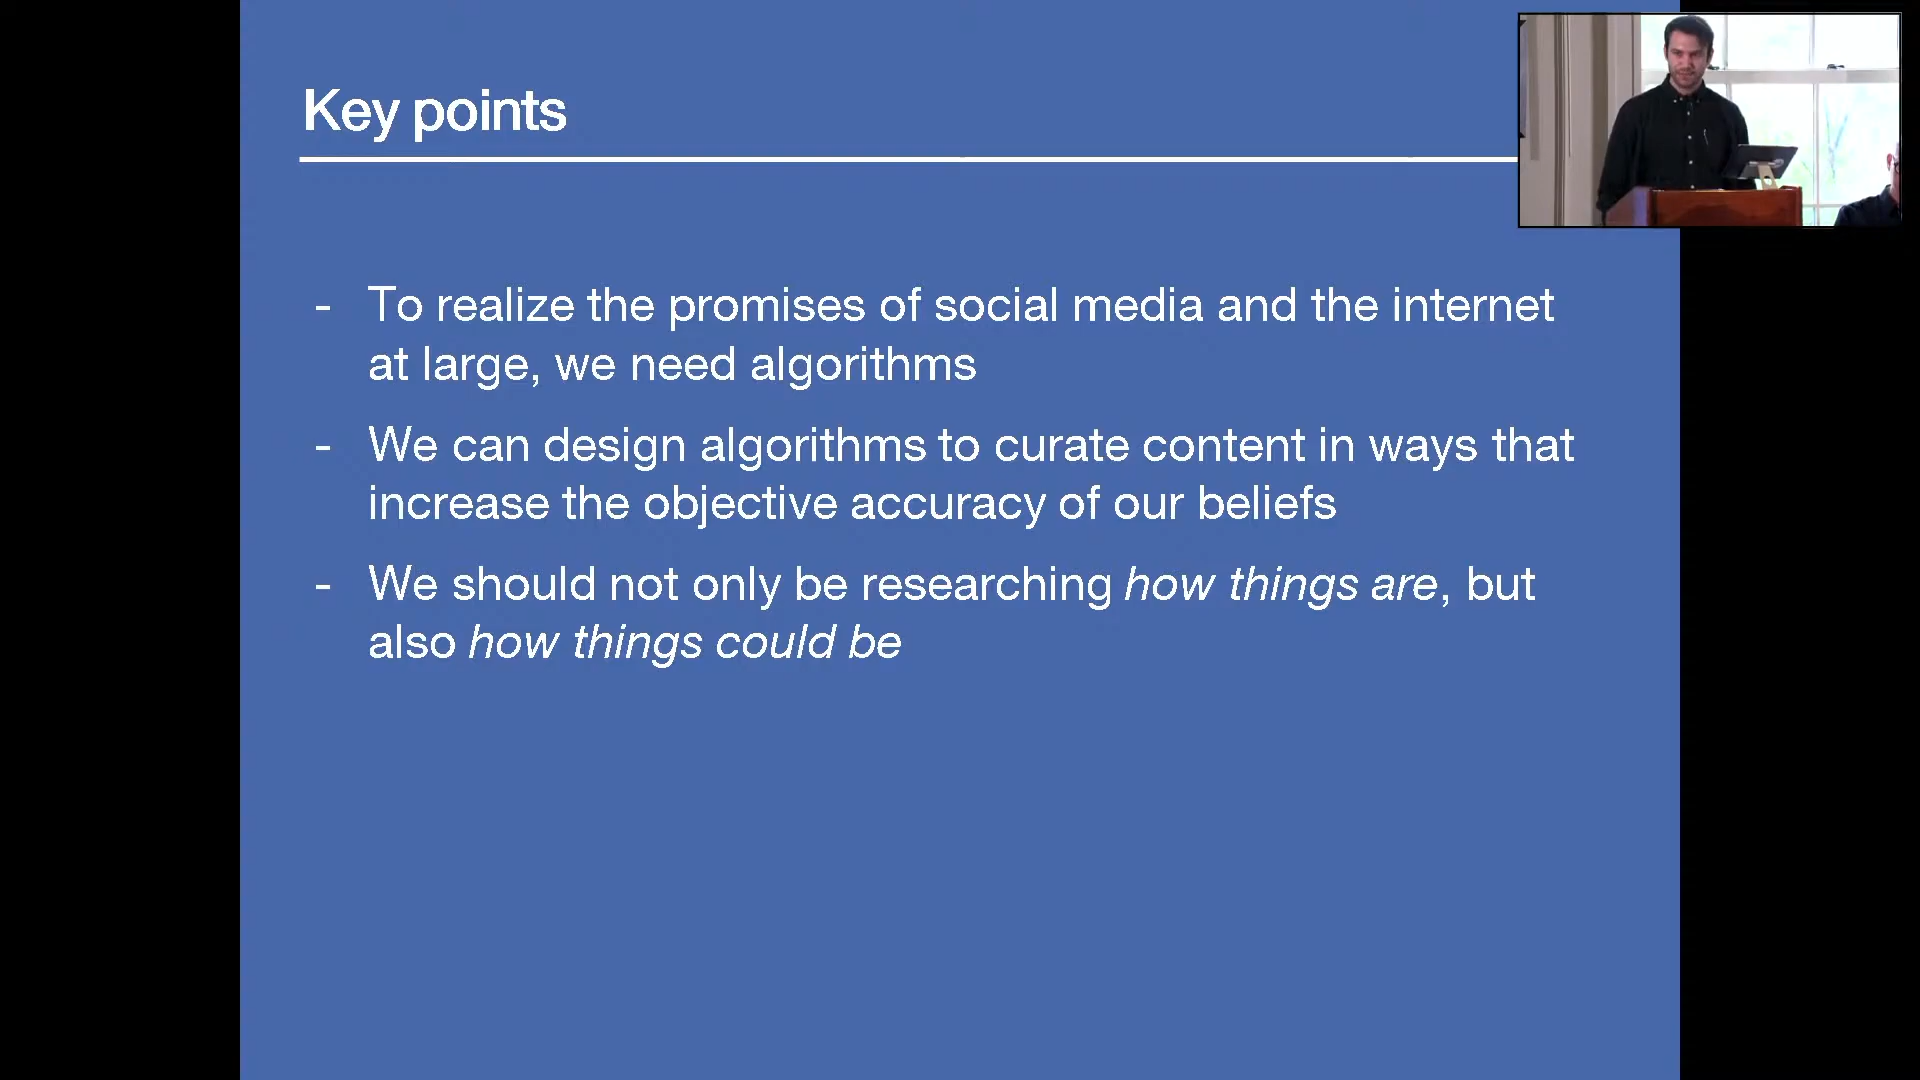 Key points
- To realize the promises of social media and the internet
at large, we need algorithms
- We can design algorithms to curate content in ways that
increase the objective accuracy of our beliefs
- We should not only be researching how things are, but
also how things could be